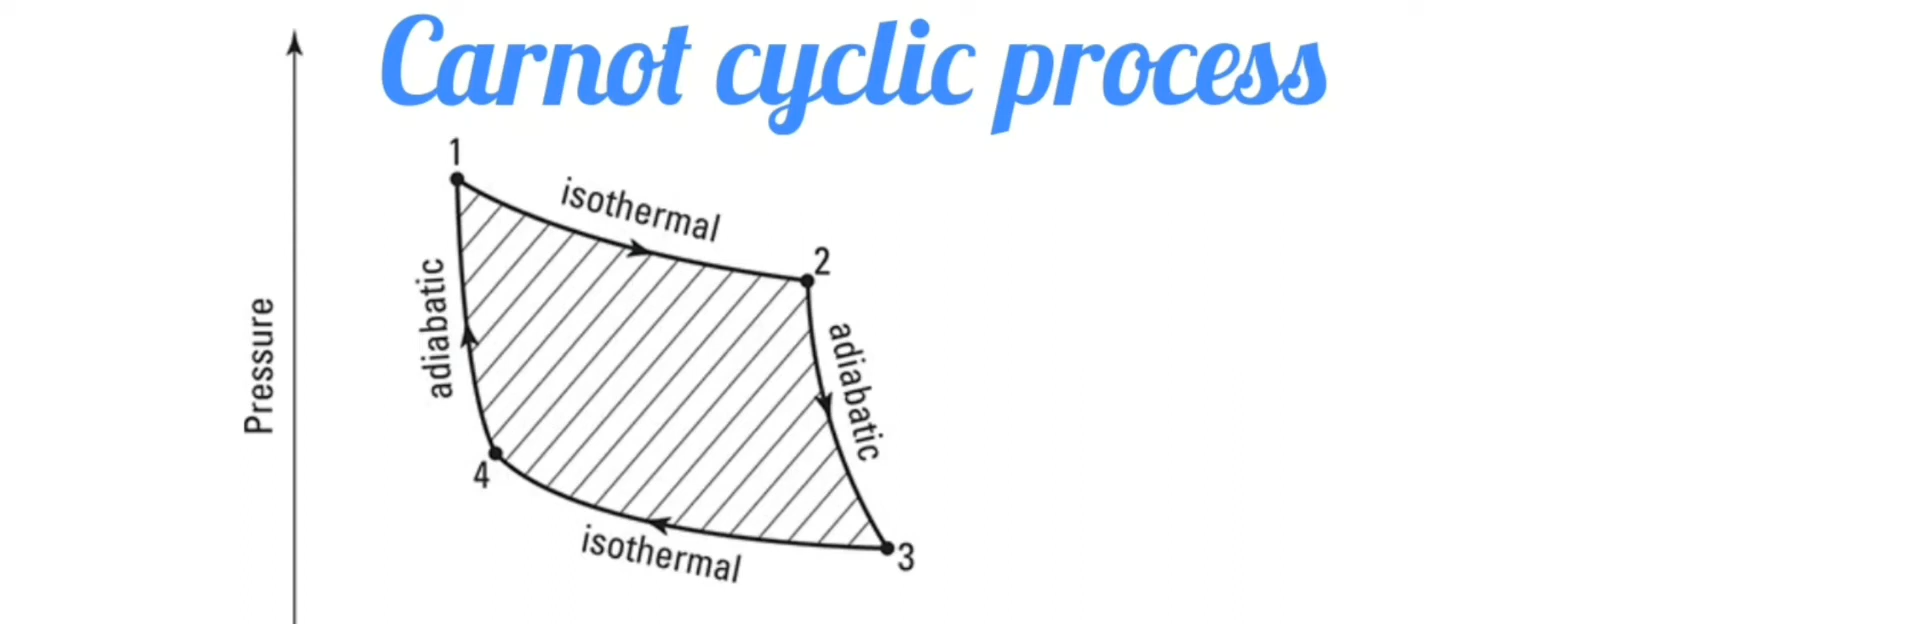 Carnot cyclic process
1
isothermal
2
adiabatic
adiabatic
Pressure
4
isothermal
3